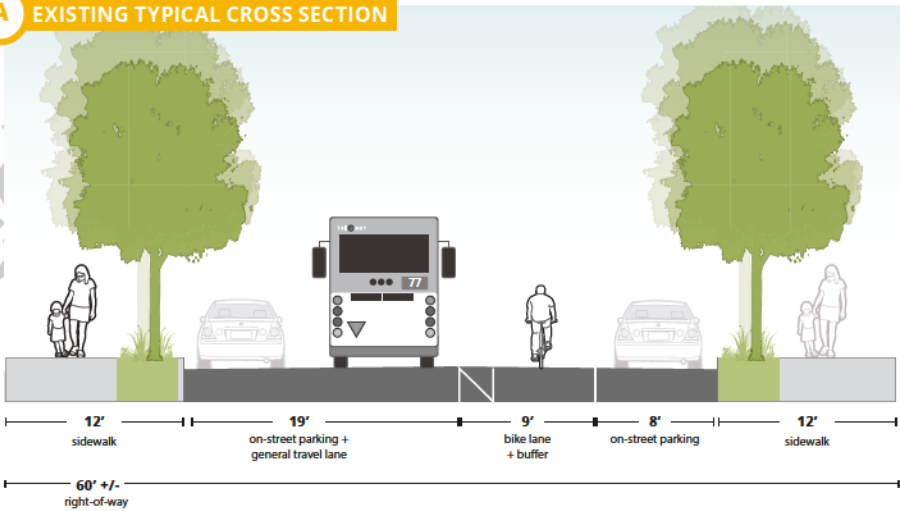 A
EXISTING TYPICAL CROSS SECTION
77
12’
19’
9’
8’
12’
sidewalk
on-street parking +
general travel lane
bike lane
+ buffer
on-street parking
sidewalk
60’ +/-
right-of-way